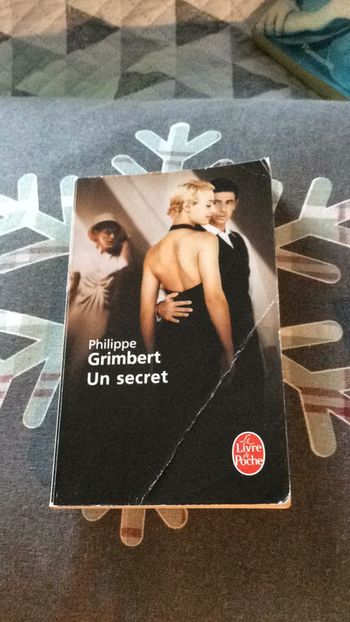 Philippe
Grimbert
Un secret
Le
Livre
de
Poche